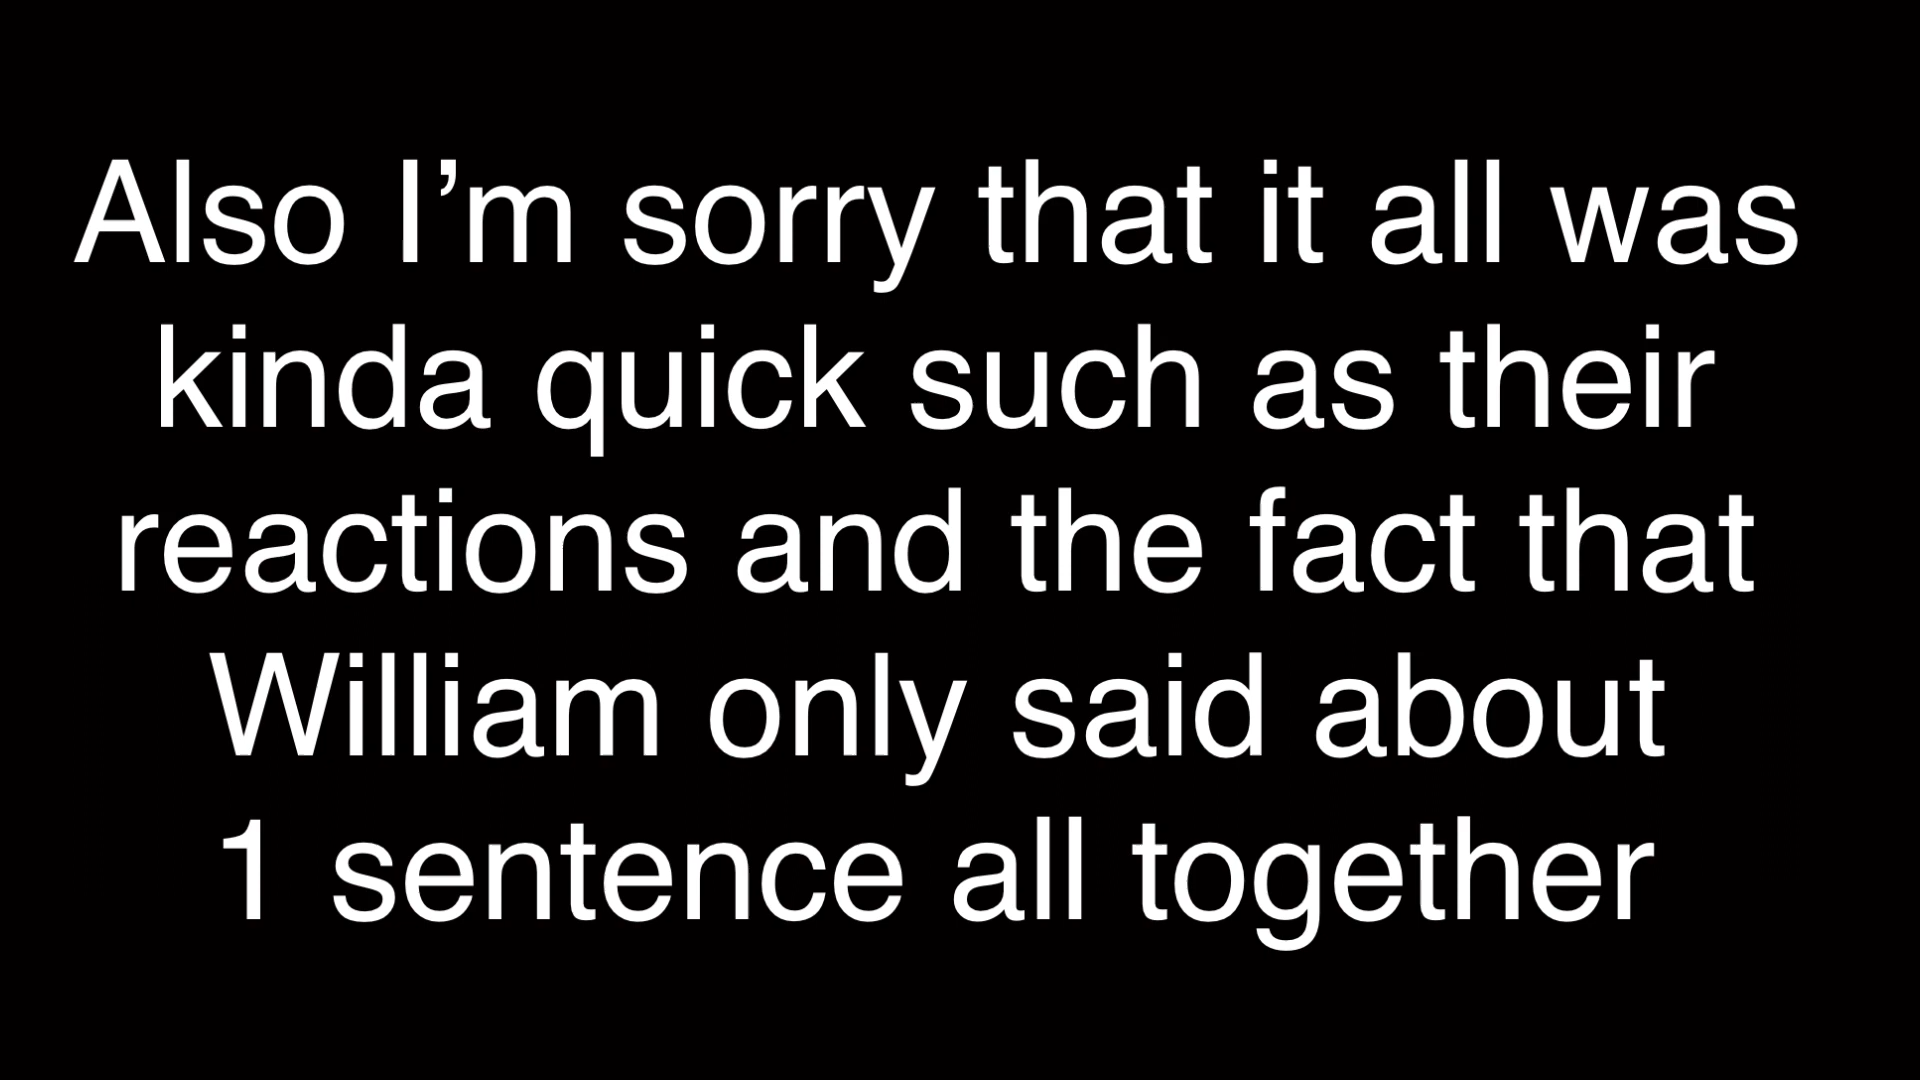 Also I’m sorry that it all was
kinda quick such as their
reactions and the fact that
William only said about
1 sentence all together